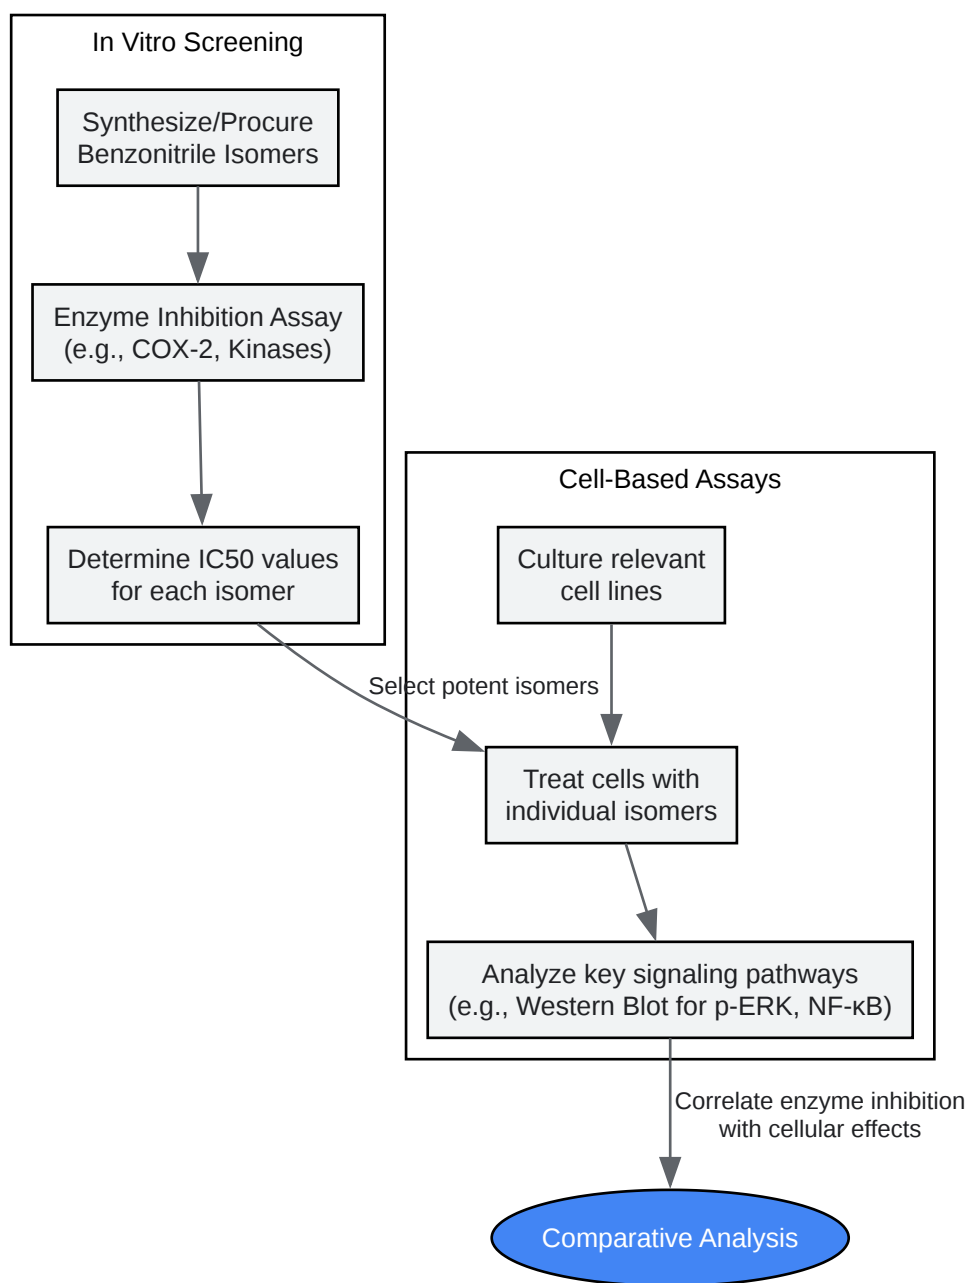 In Vitro Screening
Synthesize/Procure
Benzonitrile Isomers
Enzyme Inhibition Assay
(e.g., COX-2, Kinases)
Determine IC50 values
for each isomer
Cell-Based Assays
Culture relevant
cell lines
Select potent isomers
Treat cells with
individual isomers
Analyze key signaling pathways
(e.g., Western Blot for p-ERK, NF-κB)
Correlate enzyme inhibition
with cellular effects
Comparative Analysis